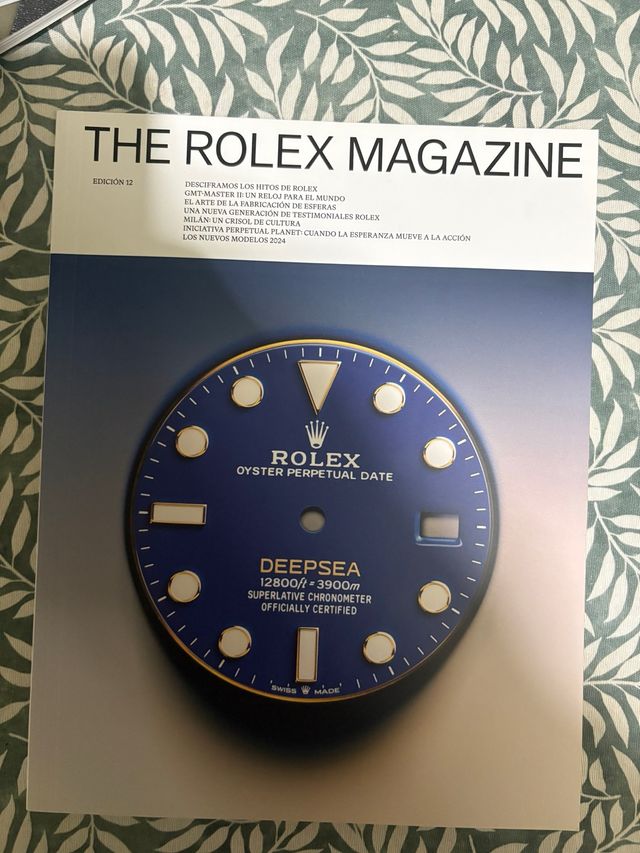 THE ROLEX MAGAZINE
EDICIÓN 12
DESCIFRAMOS LOS HITOS DE ROLEX
GMT-MASTER II: UN RELOJ PARA EL MUNDO
EL ARTE DE LA FABRICACIÓN DE ESFERAS
UNA NUEVA GENERACIÓN DE TESTIMONIALES ROLEX
MILÁN: UN CRISOL DE CULTURA
INICIATIVA PERPETUAL PLANET: CUANDO LA ESPERANZA MUEVE A LA ACCIÓN
LOS NUEVOS MODELOS 2024
ROLEX
OYSTER PERPETUAL DATE
DEEPSEA
12800ft = 3900m
SUPERLATIVE CHRONOMETER
OFFICIALLY CERTIFIED
SWISS MADE